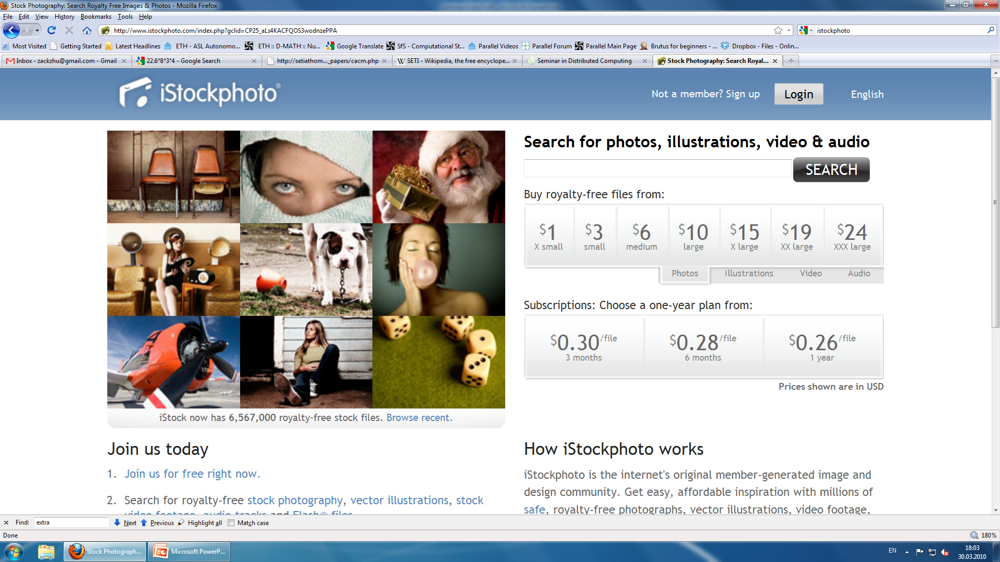 Stock Photography: Search Royalty Free Images & Photos - Mozilla Firefox
File Edit View History Bookmarks Tools Help
http://www.istockphoto.com/index.php?gclid=CP25_aLs4KACFQOS3wodnzePPA
istockphoto
Most Visited Getting Started Latest Headlines ETH - ASL Autonomo... ETH :: D-MATH :: Nu... Google Translate SfS - Computational St... Parallel Videos Parallel Forum Parallel Main Page Brutus for beginners - ... Dropbox - Files - Onlin...
Inbox - zackzhu@gmail.com - Gmail 22.6*8*3*4 - Google Search http://setiathom..._papers/cacm.php SETI - Wikipedia, the free encyclope... Seminar in Distributed Computing Stock Photography: Search Royal...
iStockphoto®
Not a member? Sign up Login English
Search for photos, illustrations, video & audio
SEARCH
Buy royalty-free files from:
$1 $3 $6 $10 $15 $19 $24
X small small medium large X large XX large XXX large
Photos Illustrations Video Audio
Subscriptions: Choose a one-year plan from:
$0.30/file $0.28/file $0.26/file
3 months 6 months 1 year
Prices shown are in USD
iStock now has 6,567,000 royalty-free stock files. Browse recent.
Join us today
1. Join us for free right now.
2. Search for royalty-free stock photography, vector illustrations, stock
video footage, audio tracks and Flash® files
How iStockphoto works
iStockphoto is the internet's original member-generated image and
design community. Get easy, affordable inspiration with millions of
safe, royalty-free photographs, vector illustrations, video footage,
Find: extra Next Previous Highlight all Match case
Done
180%
Stock Photograph... Microsoft PowerP...
EN
18:03
30.03.2010